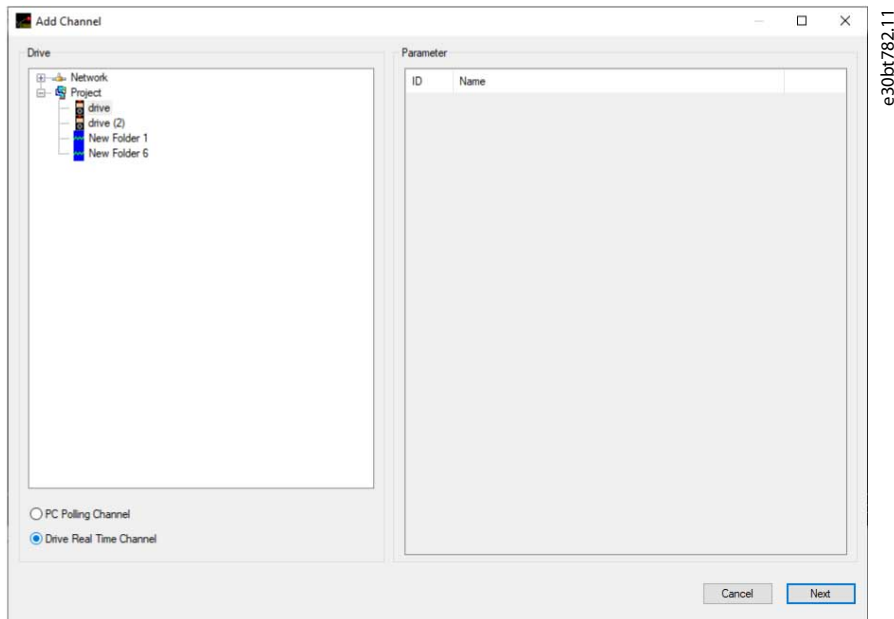 Add Channel
Drive
Network
Project
drive
drive (2)
New Folder 1
New Folder 6
PC Polling Channel
Drive Real Time Channel
Parameter
ID Name
Cancel Next
e30bt782.11